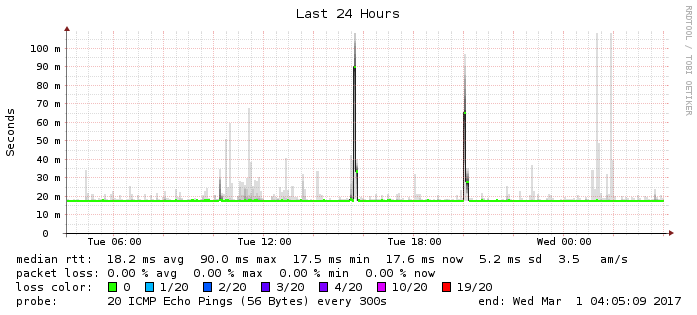 Last 24 Hours
RRDTOOL / TOBI OETIKER
Seconds
100 m
90 m
80 m
70 m
60 m
50 m
40 m
30 m
20 m
10 m
0
Tue 06:00 Tue 12:00 Tue 18:00 Wed 00:00
median rtt: 18.2 ms avg 90.0 ms max 17.5 ms min 17.6 ms now 5.2 ms sd 3.5 am/s
packet loss: 0.00 % avg 0.00 % max 0.00 % min 0.00 % now
loss color: 0 1/20 2/20 3/20 4/20 10/20 19/20
probe: 20 ICMP Echo Pings (56 Bytes) every 300s end: Wed Mar 1 04:05:09 2017